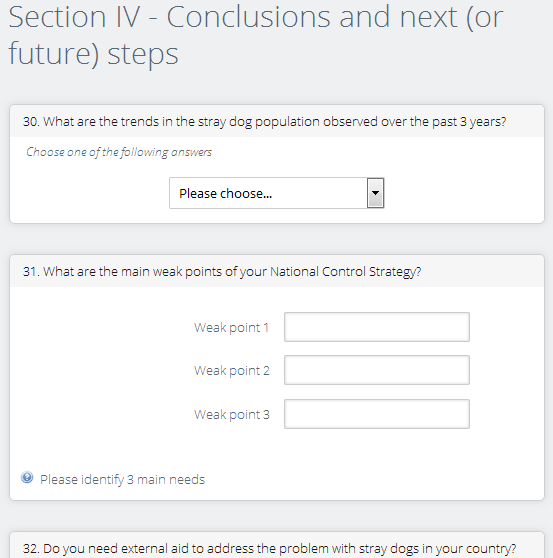 Section IV - Conclusions and next (or
future) steps
30. What are the trends in the stray dog population observed over the past 3 years?
Choose one of the following answers
Please choose...
31. What are the main weak points of your National Control Strategy?
Weak point 1
Weak point 2
Weak point 3
Please identify 3 main needs
32. Do you need external aid to address the problem with stray dogs in your country?